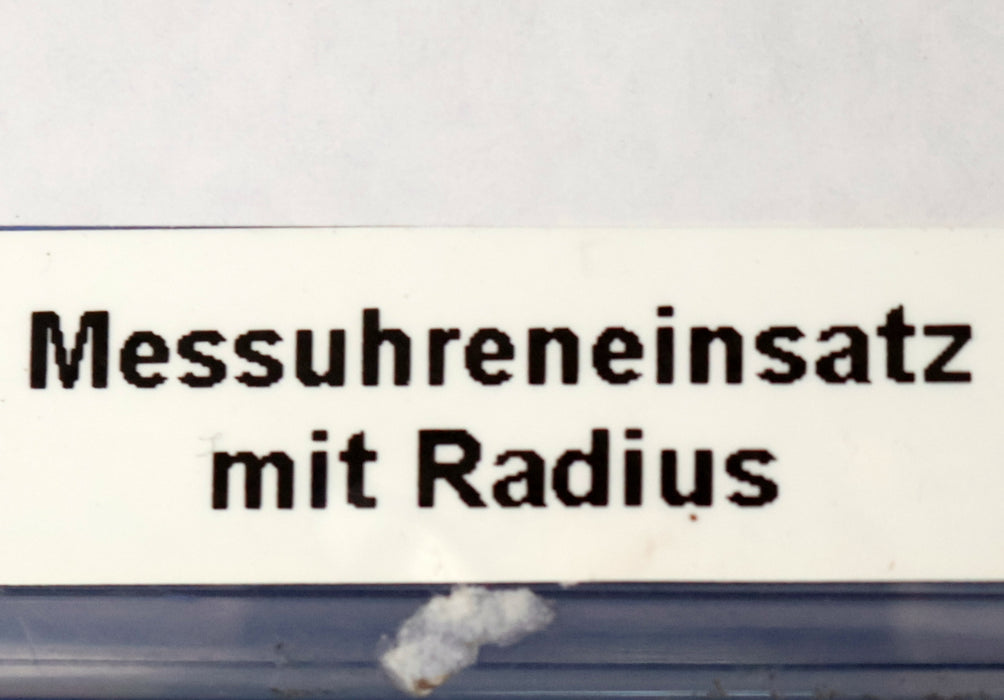 Messuhreneinsatz
mit Radius